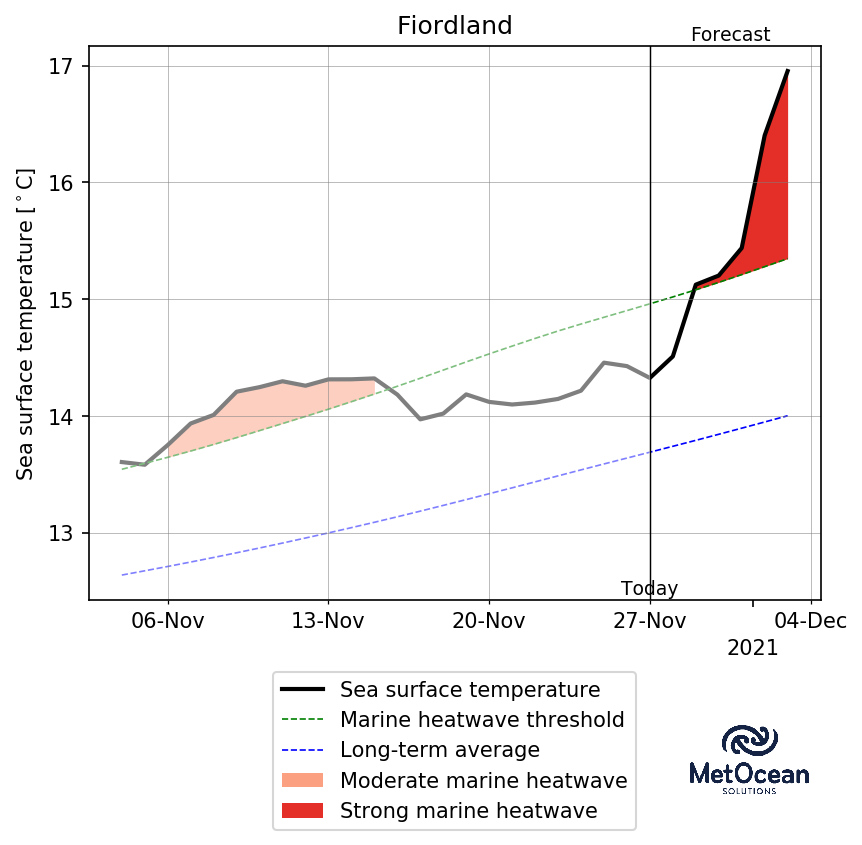 Fiordland
Forecast
17
16
15
14
13
Sea surface temperature [°C]
Today
06-Nov 13-Nov 20-Nov 27-Nov 04-Dec
2021
Sea surface temperature
Marine heatwave threshold
Long-term average
Moderate marine heatwave
Strong marine heatwave
MetOcean
SOLUTIONS